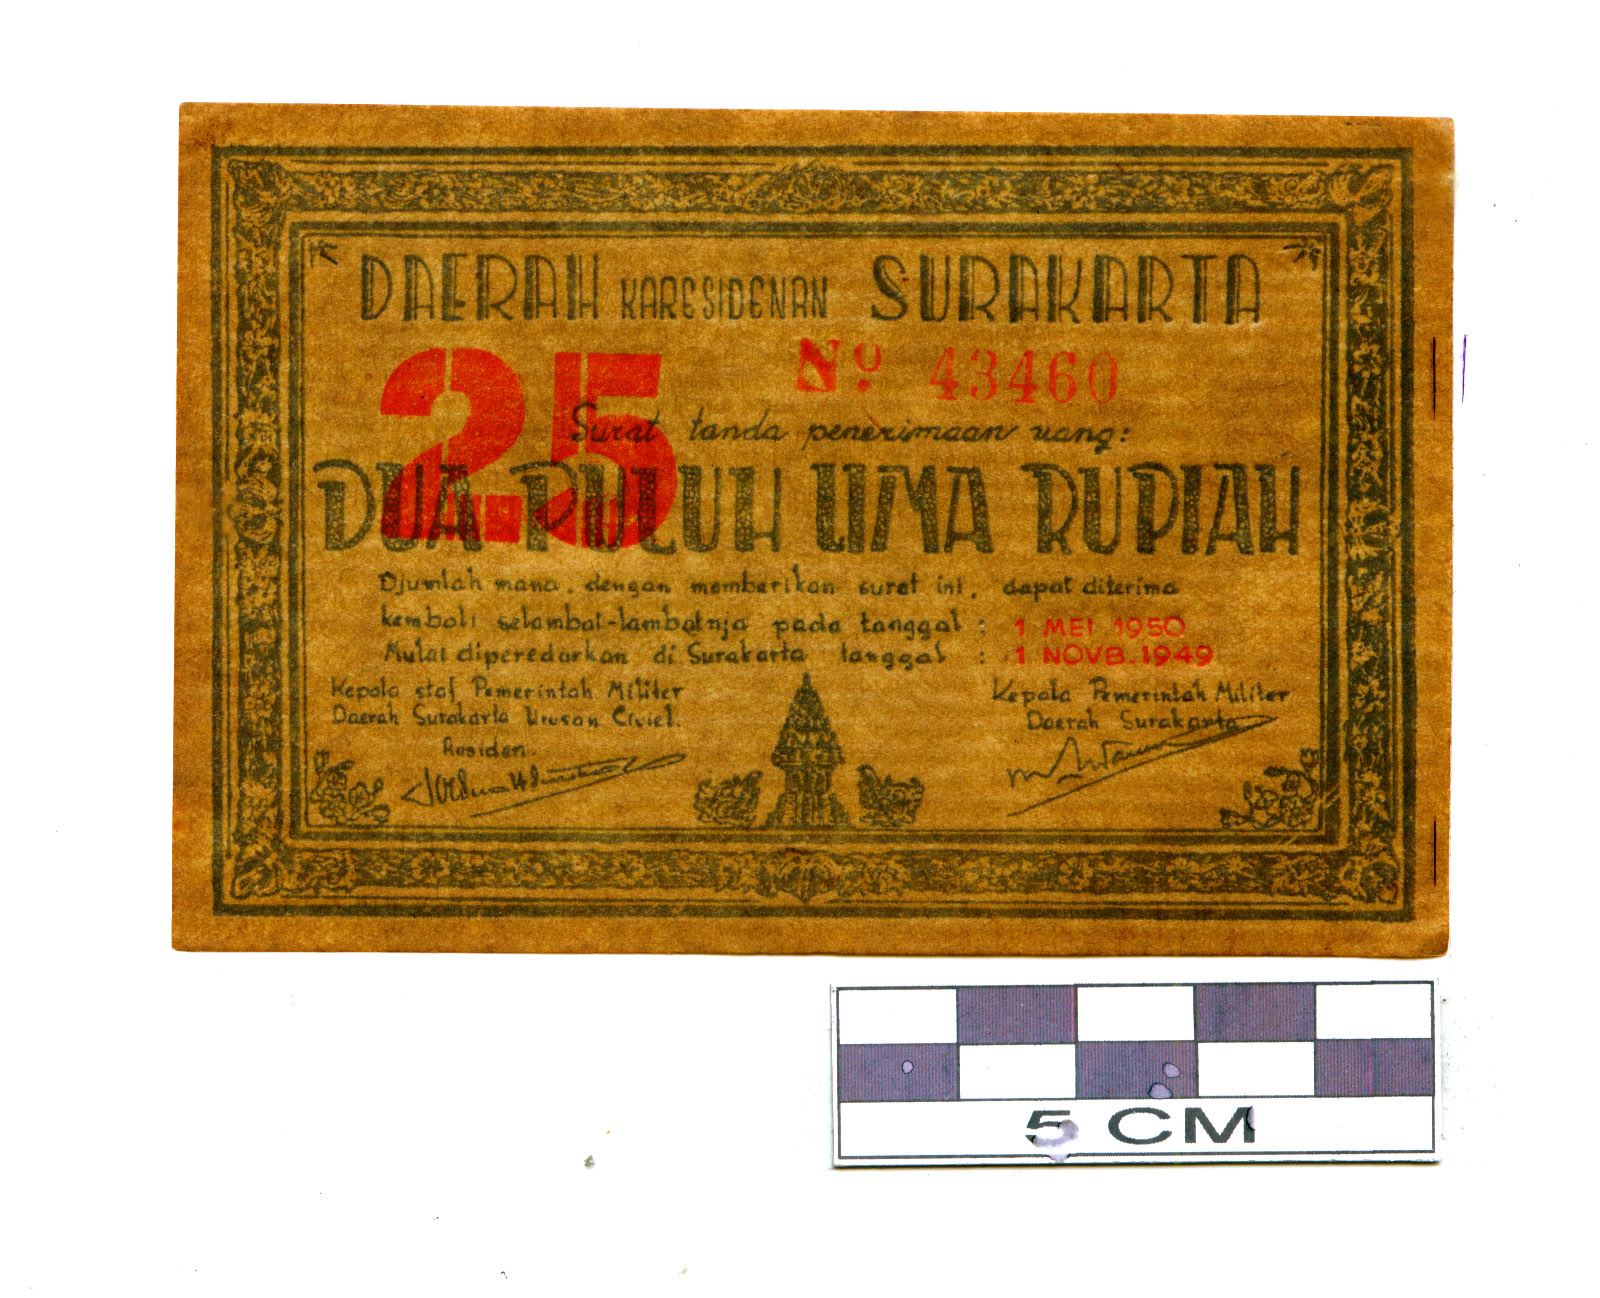 DAERAH KARESIDENAN SURAKARTA
25
No 43460
Surat tanda penerimaan uang:
DUA PULUH LIMA RUPIAH
Djumlah mana, dengan memberikan surat ini, dapat diterima
kembali selambat-lambatnja pada tanggal : 1 MEI 1950
Mulai diperedarkan di Surakarta tanggal : 1 NOVB. 1949
Kepala staf Pemerintah Militer
Daerah Surakarta Urusan Civiel.
Residen.
Kepala Pemerintah Militer
Daerah Surakarta
5 CM